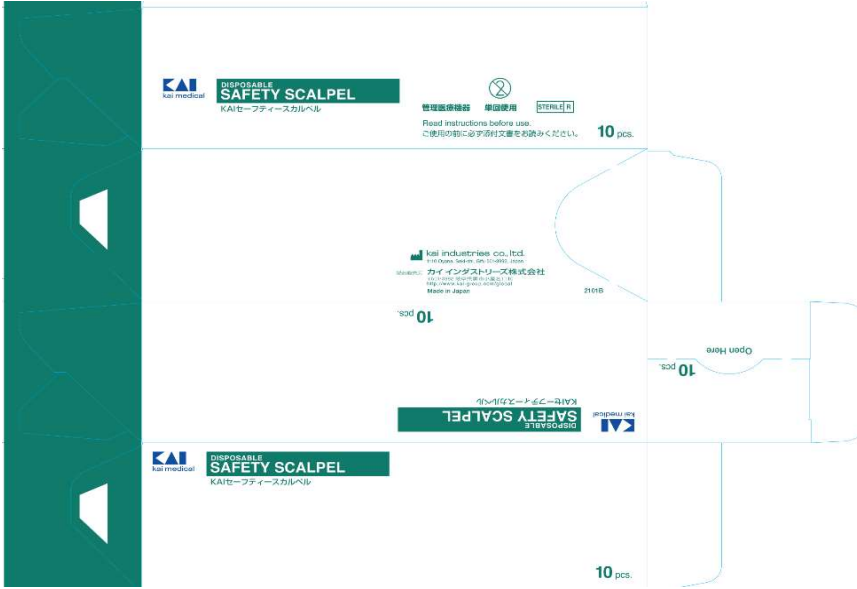 KAI
kai medical
DISPOSABLE
SAFETY SCALPEL
KAIセーフティースカルペル
管理医療機器 単回使用 STERILE R
Read instructions before use.
ご使用の前に必ず添付文書をお読みください。
10 pcs.
kai industries co., ltd.
カイ インダストリーズ株式会社
http://www.kai-group.com/global
Made in Japan
2101B
10 pcs.
Open Here
10 pcs.
KAIセーフティースカルペル
DISPOSABLE
SAFETY SCALPEL
KAI
kai medical
KAI
kai medical
DISPOSABLE
SAFETY SCALPEL
KAIセーフティースカルペル
10 pcs.